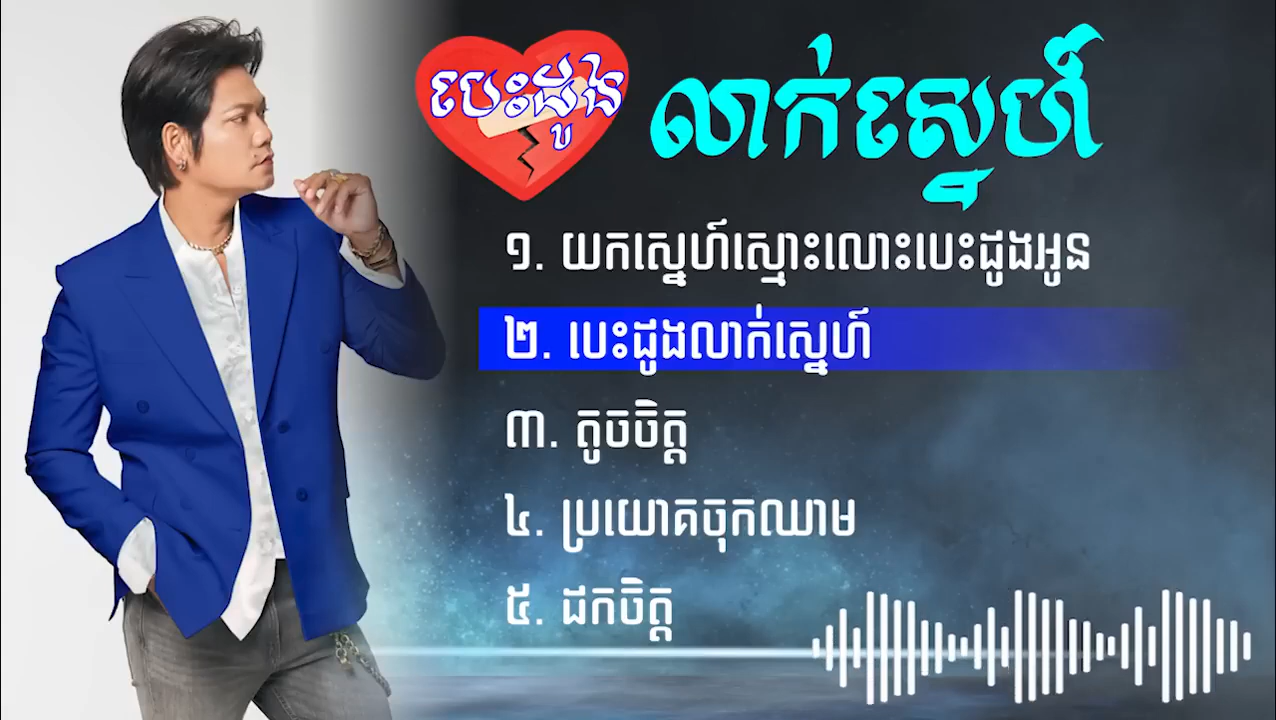 បេះដូង លាក់ស្នេហ៍
១. យកស្នេហ៍ស្មោះលោះបេះដូងអូន
២. បេះដូងលាក់ស្នេហ៍
៣. តូចចិត្ត
៤. ប្រយោគចុកឈាម
៥. ដកចិត្ត